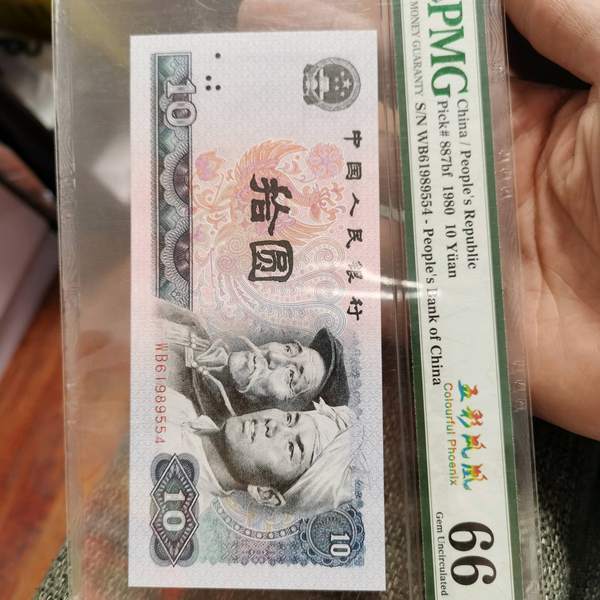 PMG
MONEY GUARANTY
China / People's Republic
Pick# 887bf 1980 10 Yüan
S/N WB61989554 - People's Bank of China
五彩凤凰
Colourful Phoenix
66
Gem Uncirculated
10
中国人民银行
拾圆
WB61989554
10
10